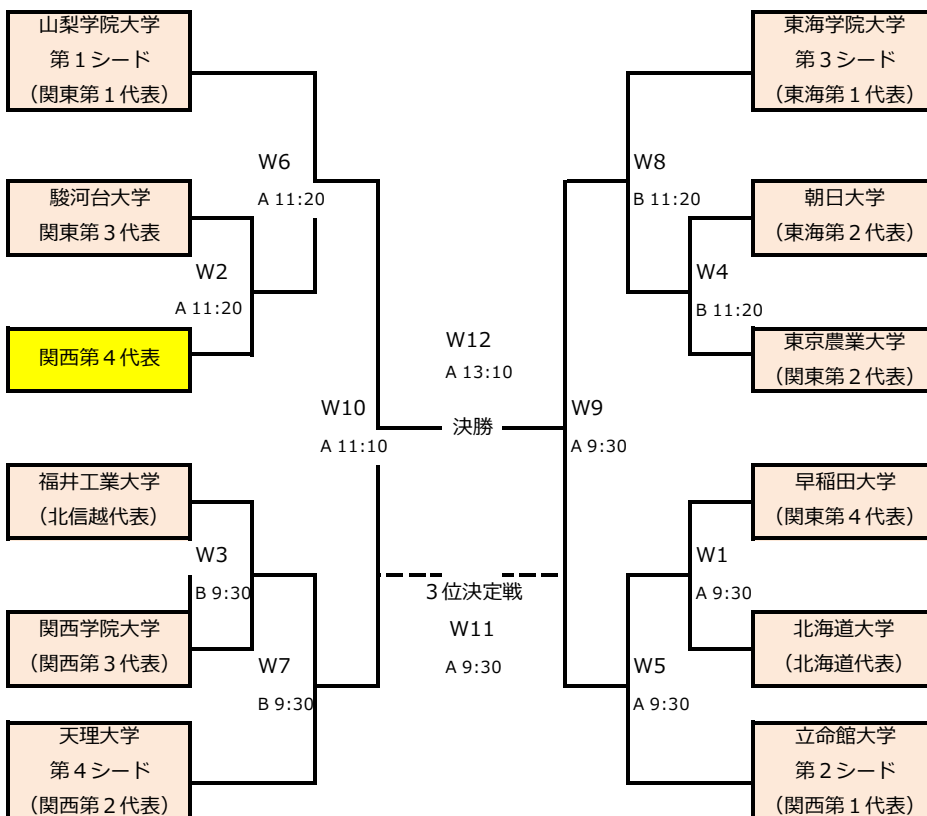 山梨学院大学
第１シード
（関東第１代表）
駿河台大学
関東第３代表
関西第４代表
福井工業大学
（北信越代表）
関西学院大学
（関西第３代表）
天理大学
第４シード
（関西第２代表）
W6
A 11:20
W2
A 11:20
W3
B 9:30
W7
B 9:30
W10
A 11:10
W12
A 13:10
決勝
３位決定戦
W11
A 9:30
W9
A 9:30
W8
B 11:20
W4
B 11:20
W1
A 9:30
W5
A 9:30
東海学院大学
第３シード
（東海第１代表）
朝日大学
（東海第２代表）
東京農業大学
（関東第２代表）
早稲田大学
（関東第４代表）
北海道大学
（北海道代表）
立命館大学
第２シード
（関西第１代表）